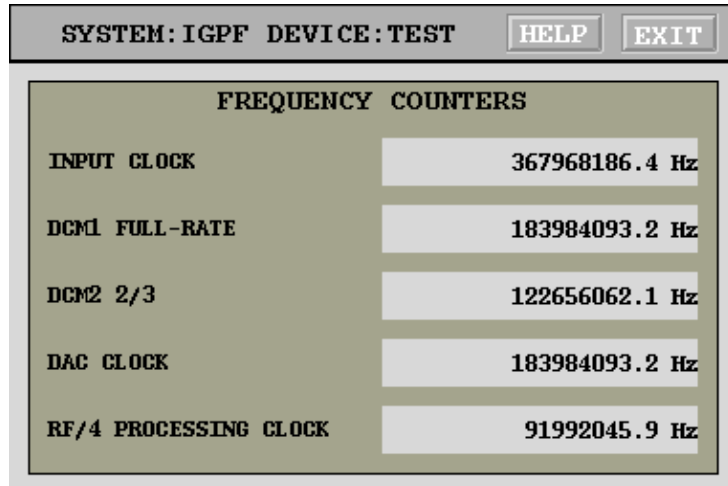 SYSTEM:IGPF DEVICE:TEST HELP EXIT
FREQUENCY COUNTERS
INPUT CLOCK 367968186.4 Hz
DCM1 FULL-RATE 183984093.2 Hz
DCM2 2/3 122656062.1 Hz
DAC CLOCK 183984093.2 Hz
RF/4 PROCESSING CLOCK 91992045.9 Hz